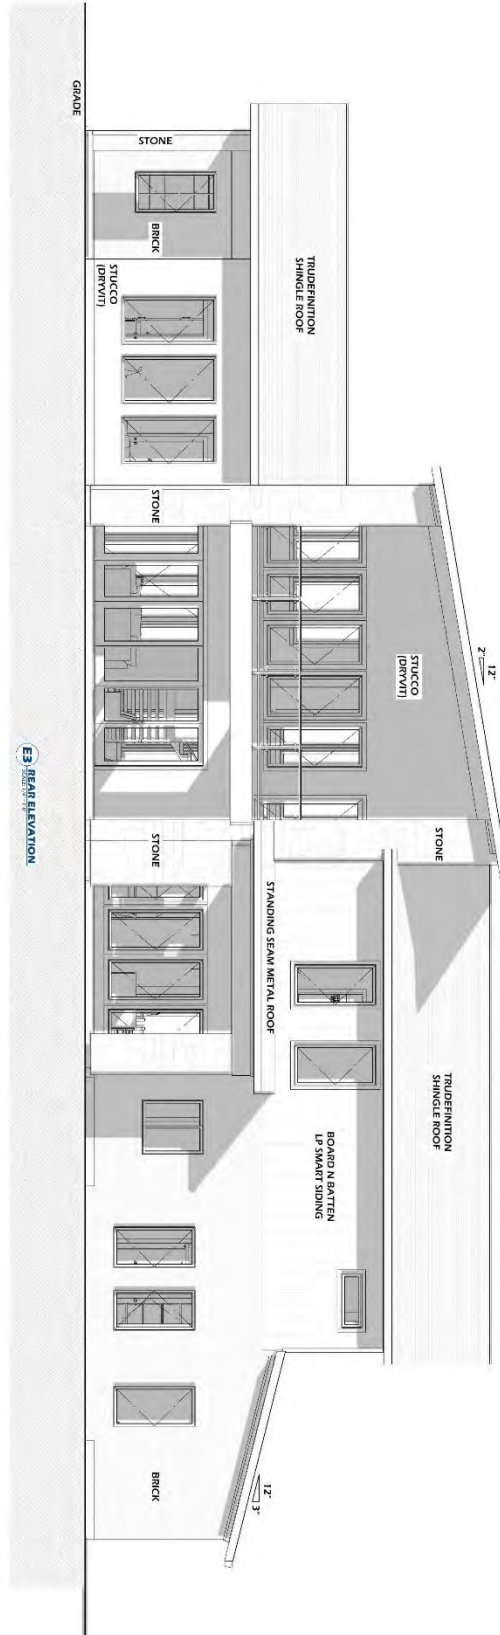 GRADE
STONE
BRICK
STUCCO
(DRYVIT)
TRUDEFINITION
SHINGLE ROOF
STONE
STUCCO
(DRYVIT)
12"
2"
STONE
STONE
STANDING SEAM METAL ROOF
TRUDEFINITION
SHINGLE ROOF
BOARD N BATTEN
LP SMART SIDING
BRICK
12"
3"
E3 REAR ELEVATION